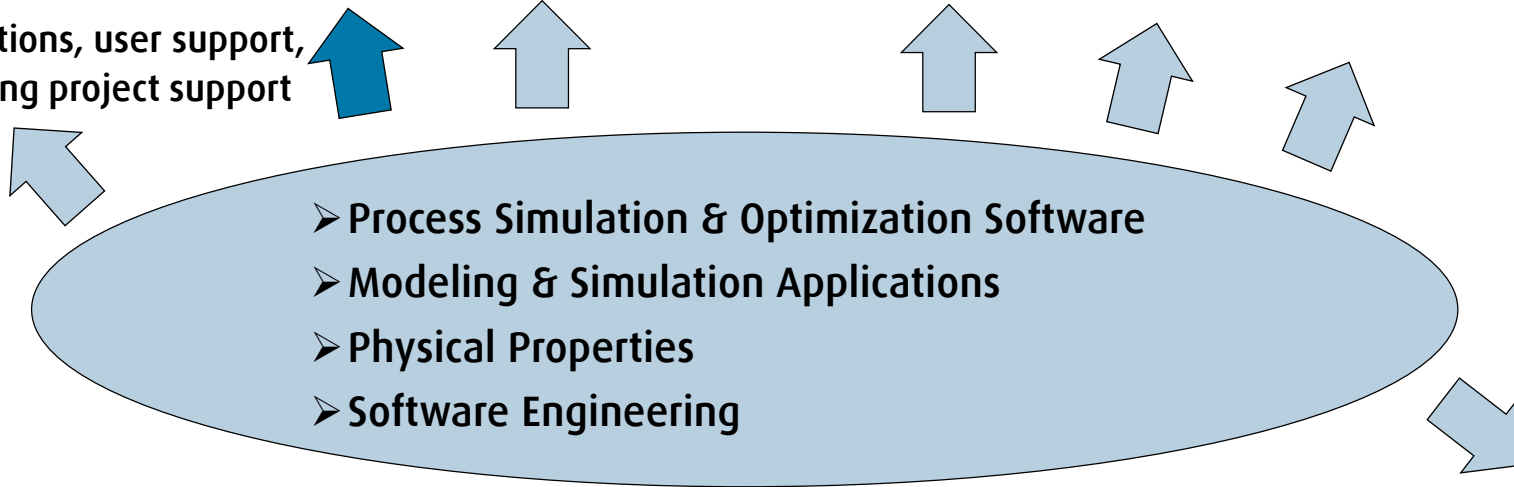 tions, user support,
ng project support
➢ Process Simulation & Optimization Software
➢ Modeling & Simulation Applications
➢ Physical Properties
➢ Software Engineering